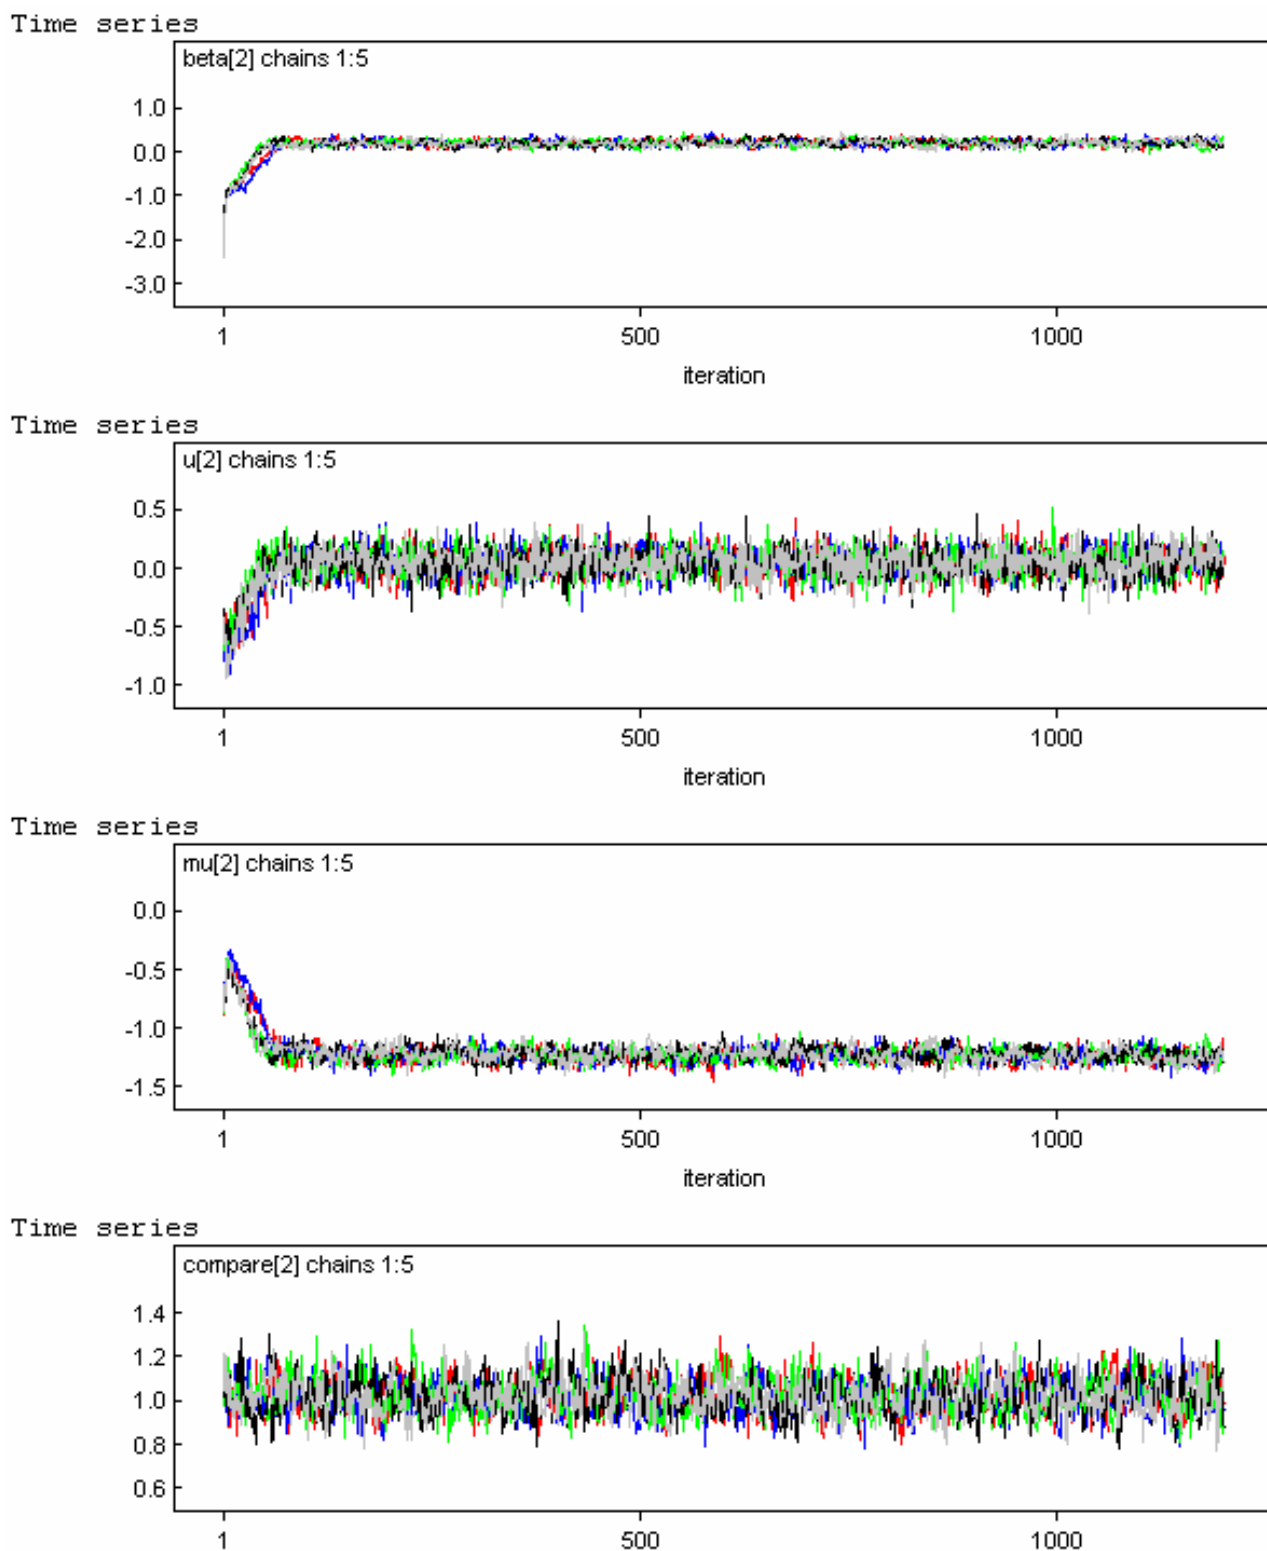 Time series
beta[2] chains 1:5
1.0
0.0
-1.0
-2.0
-3.0
1 500 1000
iteration
Time series
u[2] chains 1:5
0.5
0.0
-0.5
-1.0
1 500 1000
iteration
Time series
mu[2] chains 1:5
0.0
-0.5
-1.0
-1.5
1 500 1000
iteration
Time series
compare[2] chains 1:5
1.4
1.2
1.0
0.8
0.6
1 500 1000